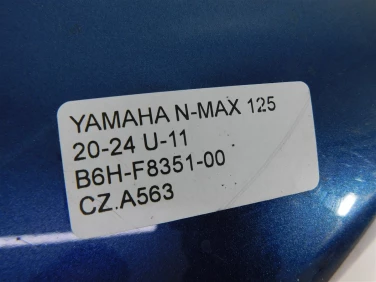 YAMAHA N-MAX 125
20-24 U-11
B6H-F8351-00
CZ.A563